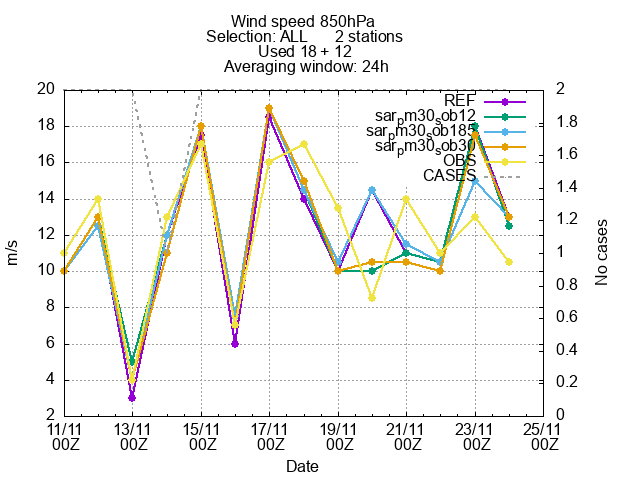 Wind speed 850hPa
Selection: ALL 2 stations
Used 18 + 12
Averaging window: 24h
20 2
18 1.8
16 1.6
14 1.4
12 1.2
10 1
8 0.8
6 0.6
4 0.4
0.2
2 0
REF
sarpm30sob12
sarpm30sob185
sarpm30sob30
OBS
CASES
m/s
No cases
11/11 13/11 15/11 17/11 19/11 21/11 23/11 25/11
00Z 00Z 00Z 00Z 00Z 00Z 00Z 00Z
Date